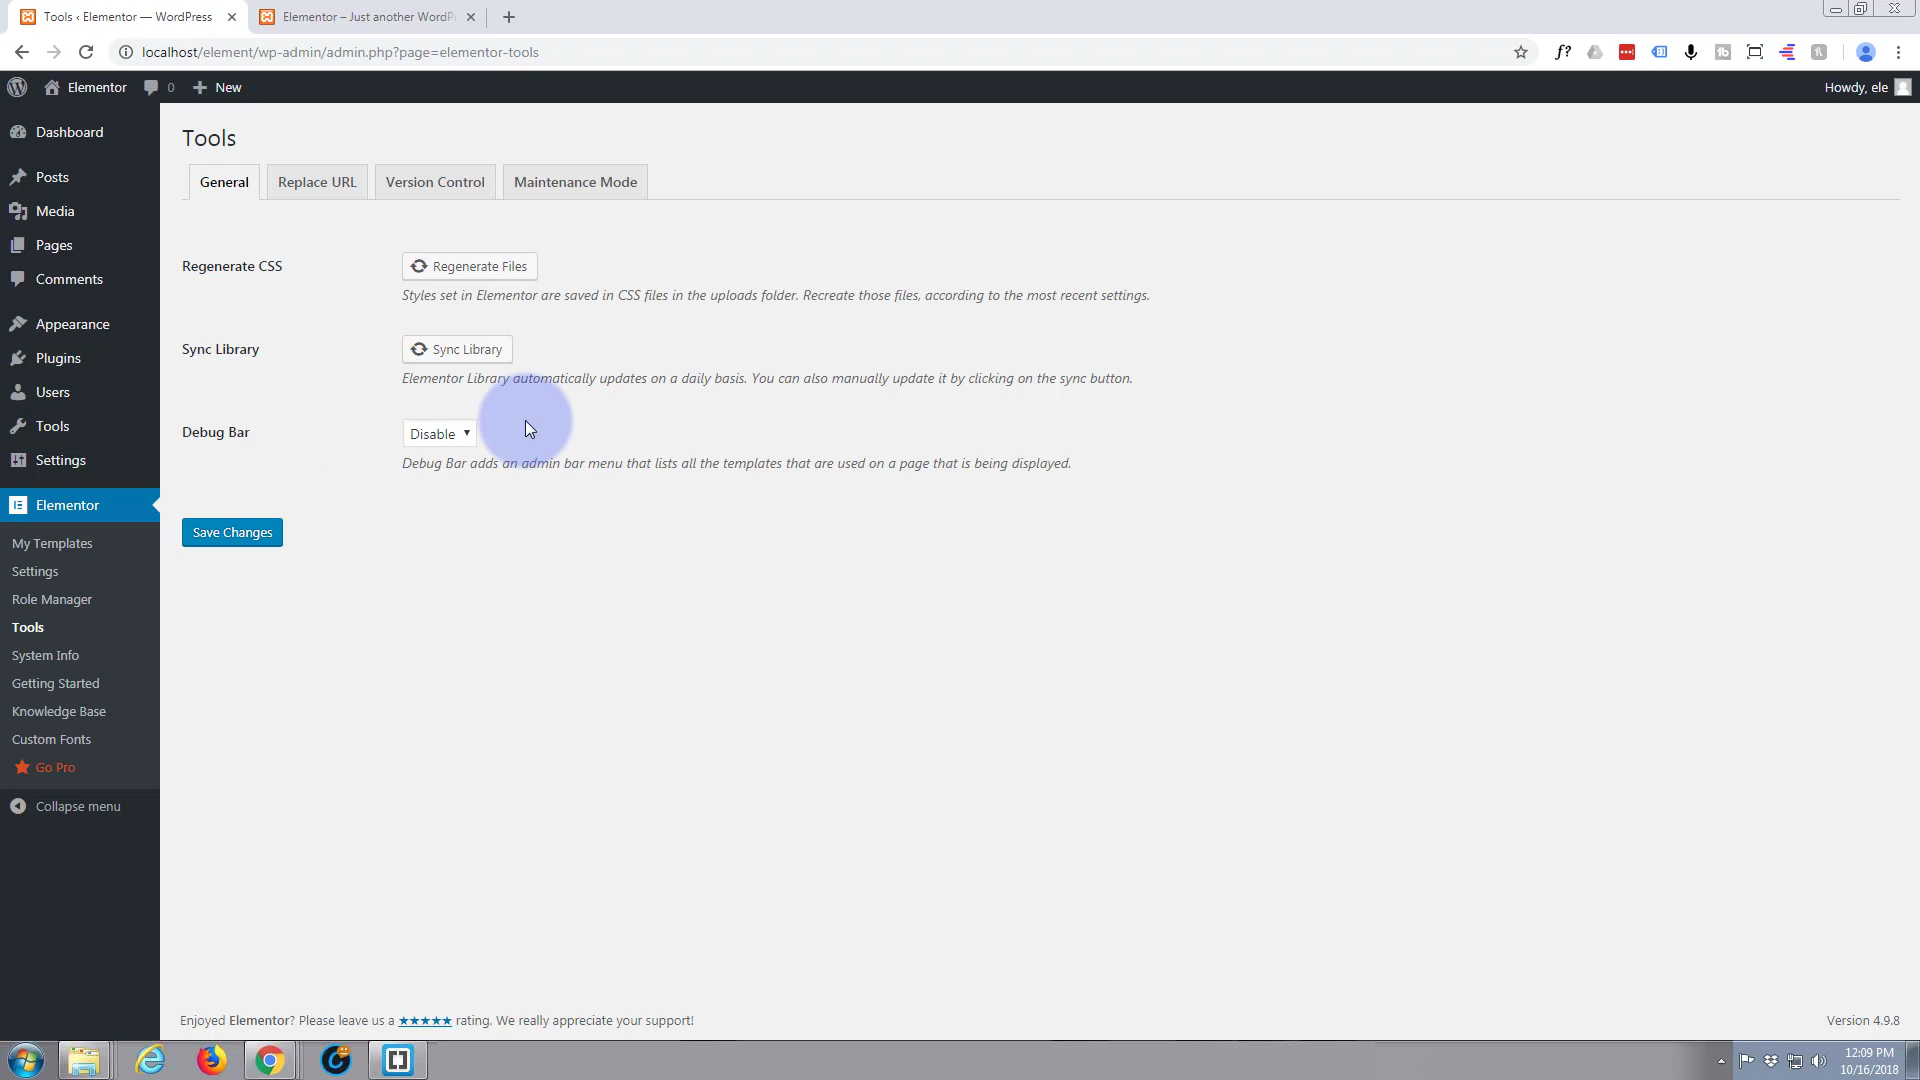 Tools ‹ Elementor — WordPress
Elementor – Just another WordP
localhost/element/wp-admin/admin.php?page=elementor-tools
f?
Elementor
0
New
Howdy, ele
Dashboard
Posts
Media
Pages
Comments
Appearance
Plugins
Users
Tools
Settings
Elementor
My Templates
Settings
Role Manager
Tools
System Info
Getting Started
Knowledge Base
Custom Fonts
Go Pro
Collapse menu
Tools
General
Replace URL
Version Control
Maintenance Mode
Regenerate CSS
Regenerate Files
Styles set in Elementor are saved in CSS files in the uploads folder. Recreate those files, according to the most recent settings.
Sync Library
Sync Library
Elementor Library automatically updates on a daily basis. You can also manually update it by clicking on the sync button.
Debug Bar
Disable
Debug Bar adds an admin bar menu that lists all the templates that are used on a page that is being displayed.
Save Changes
Enjoyed Elementor? Please leave us a ★★★★★ rating. We really appreciate your support!
Version 4.9.8
12:09 PM
10/16/2018